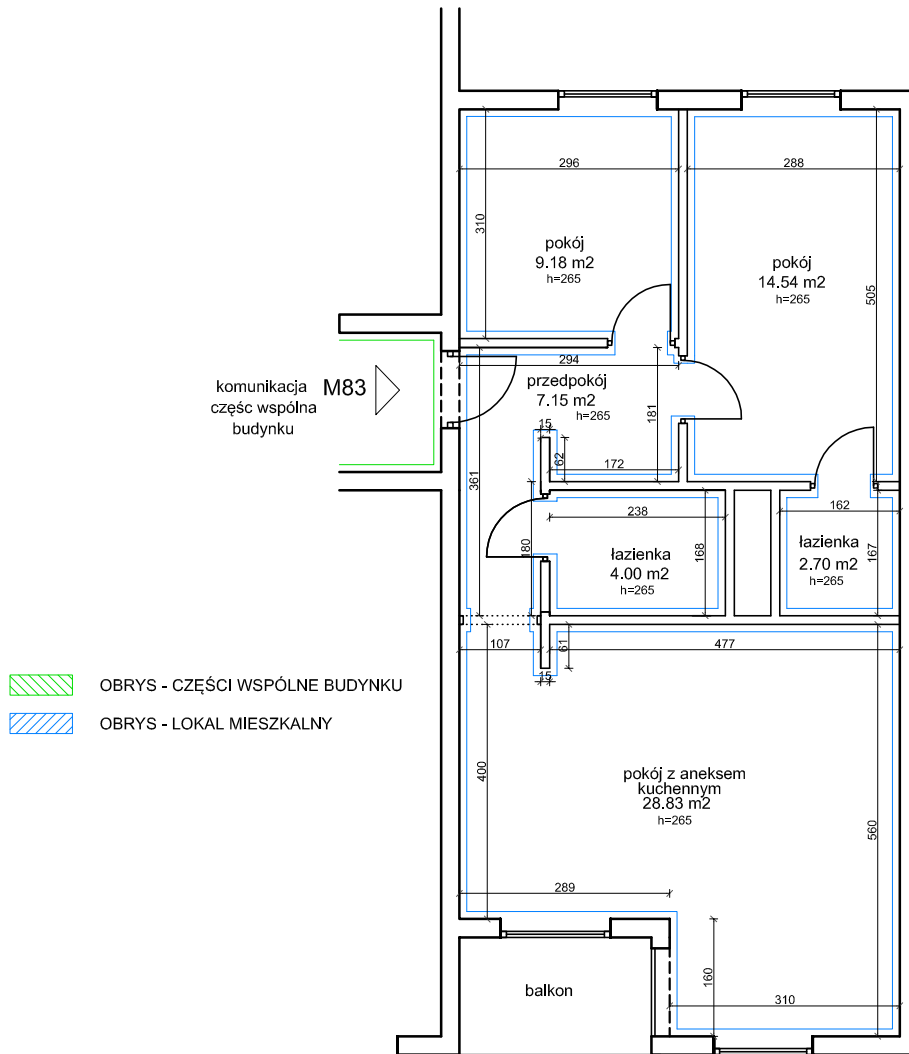 296
288
310
pokój
9.18 m2
h=265
pokój
14.54 m2
h=265
505
294
komunikacja
częśc wspólna
budynku
M83
przedpokój
7.15 m2
h=265
181
15
62
172
361
180
238
162
łazienka
4.00 m2
h=265
168
łazienka
2.70 m2
h=265
167
107
61
477
15
OBRYS - CZĘŚCI WSPÓLNE BUDYNKU
OBRYS - LOKAL MIESZKALNY
400
pokój z aneksem
kuchennym
28.83 m2
h=265
560
289
160
balkon
310